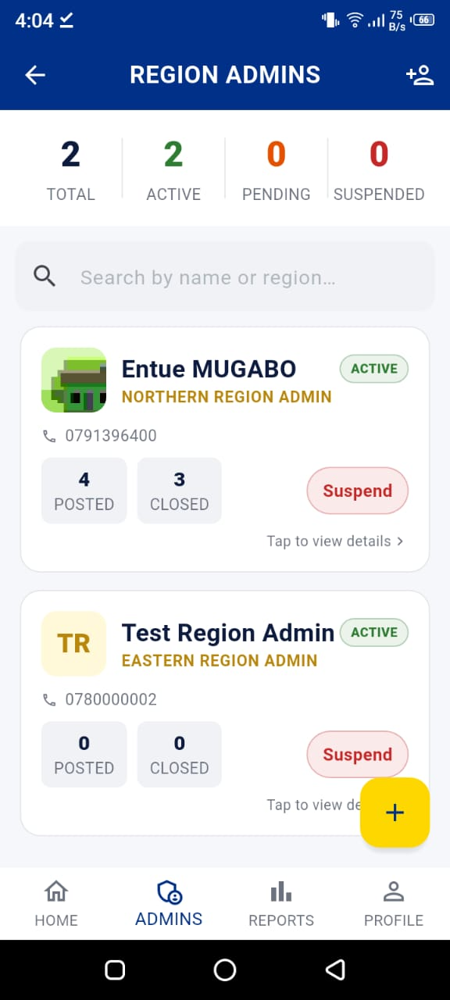 4:04
75
B/s
66
REGION ADMINS
2
TOTAL
2
ACTIVE
0
PENDING
0
SUSPENDED
Search by name or region...
Entue MUGABO
ACTIVE
NORTHERN REGION ADMIN
0791396400
4
POSTED
3
CLOSED
Suspend
Tap to view details >
TR
Test Region Admin
ACTIVE
EASTERN REGION ADMIN
0780000002
0
POSTED
0
CLOSED
Suspend
Tap to view de
+
HOME
ADMINS
REPORTS
PROFILE